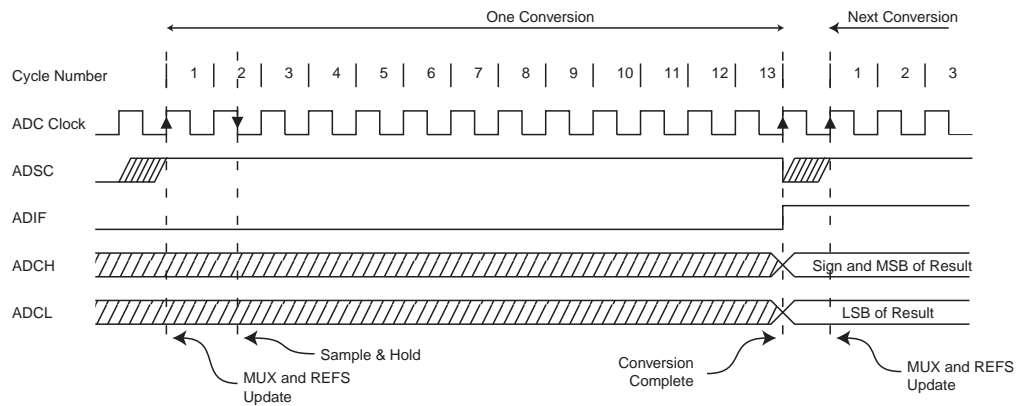 One Conversion
Next Conversion
Cycle Number
1 2 3 4 5 6 7 8 9 10 11 12 13 1 2 3
ADC Clock
ADSC
ADIF
ADCH
Sign and MSB of Result
ADCL
LSB of Result
Sample & Hold
MUX and REFS
Update
Conversion
Complete
MUX and REFS
Update